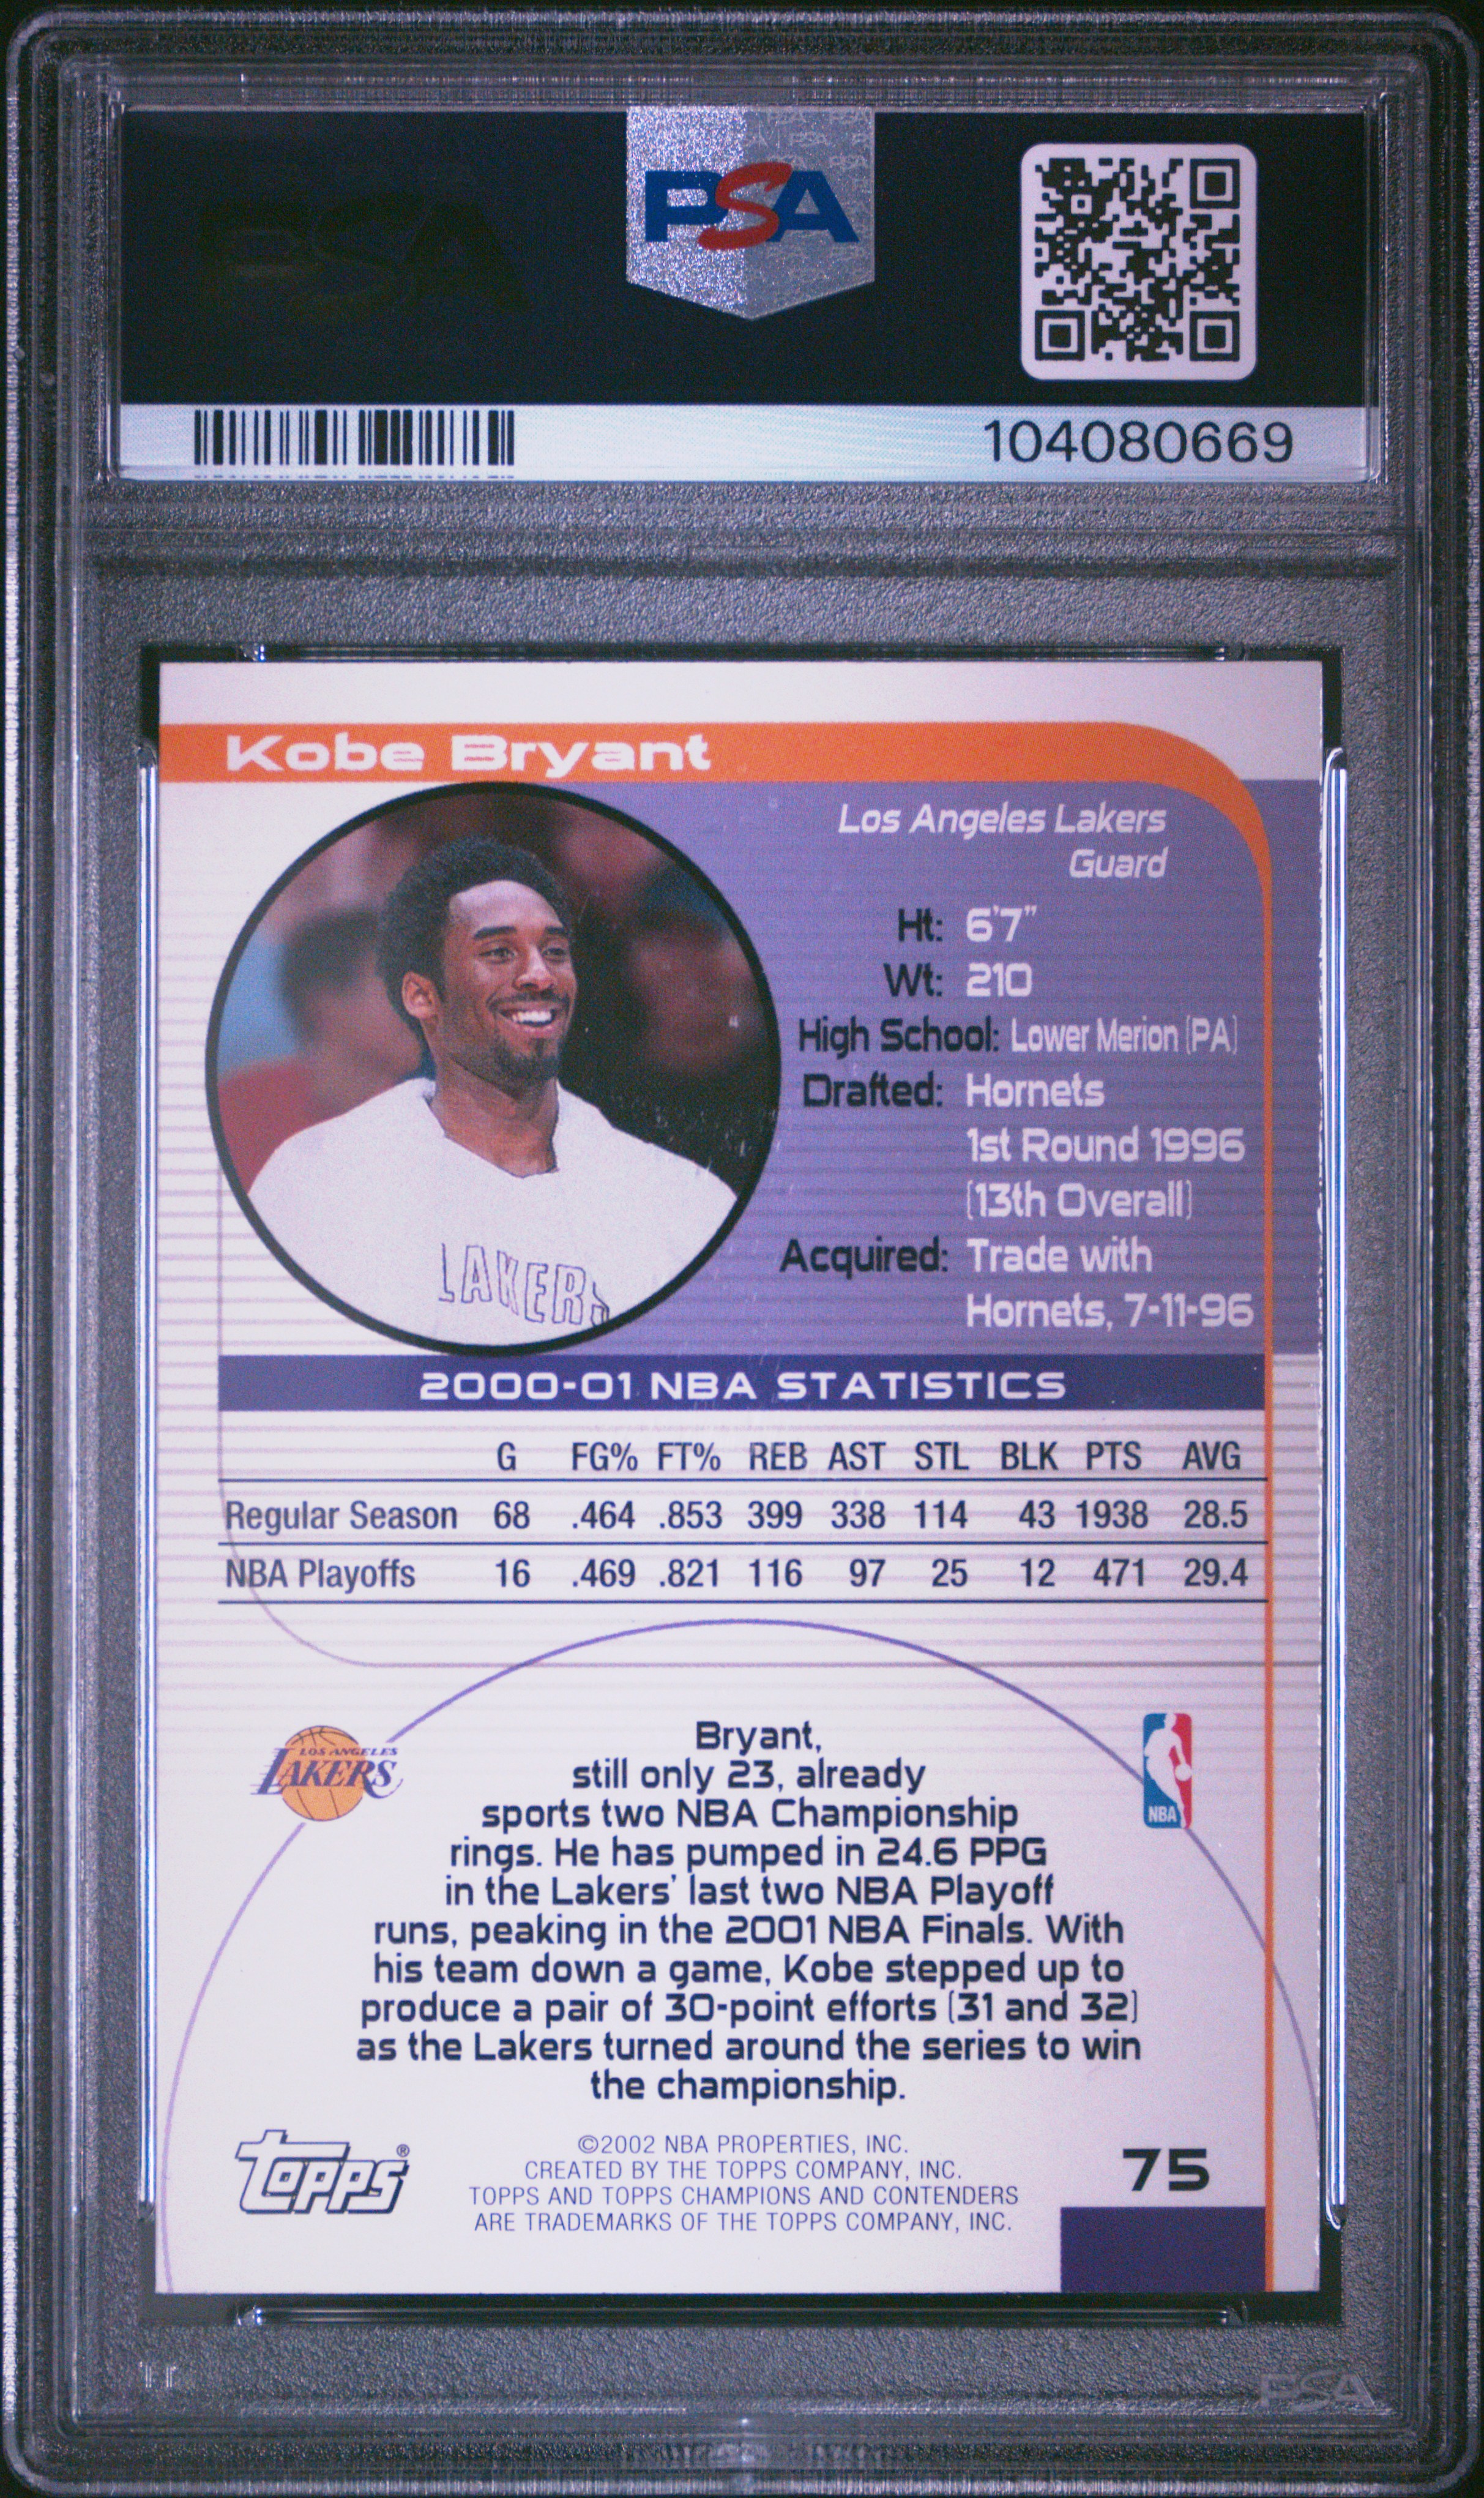 PSA
PSA
104080669
Kobe Bryant
Los Angeles Lakers
Guard
Ht: 6'7"
Wt: 210
High School: Lower Merion (PA)
Drafted: Hornets
1st Round 1996
(13th Overall)
Acquired: Trade with
Hornets, 7-11-96
LAKERS
2000-01 NBA STATISTICS
G FG% FT% REB AST STL BLK PTS AVG
Regular Season 68 .464 .853 399 338 114 43 1938 28.5
NBA Playoffs 16 .469 .821 116 97 25 12 471 29.4
LOS ANGELES
LAKERS
NBA
Bryant,
still only 23, already
sports two NBA Championship
rings. He has pumped in 24.6 PPG
in the Lakers' last two NBA Playoff
runs, peaking in the 2001 NBA Finals. With
his team down a game, Kobe stepped up to
produce a pair of 30-point efforts (31 and 32)
as the Lakers turned around the series to win
the championship.
Topps®
©2002 NBA PROPERTIES, INC.
CREATED BY THE TOPPS COMPANY, INC.
TOPPS AND TOPPS CHAMPIONS AND CONTENDERS
ARE TRADEMARKS OF THE TOPPS COMPANY, INC.
75
PSA